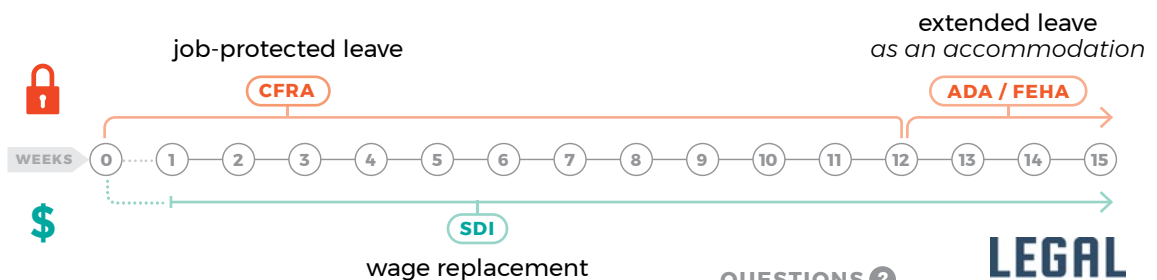 extended leave
job-protected leave
as an accommodation
CFRA
ADA / FEHA
WEEKS 0 1 2 3 4 5 6 7 8 9 10 11 12 13 14 15
$
SDI
LEGAL
wage replacement
QUESTIONS ?